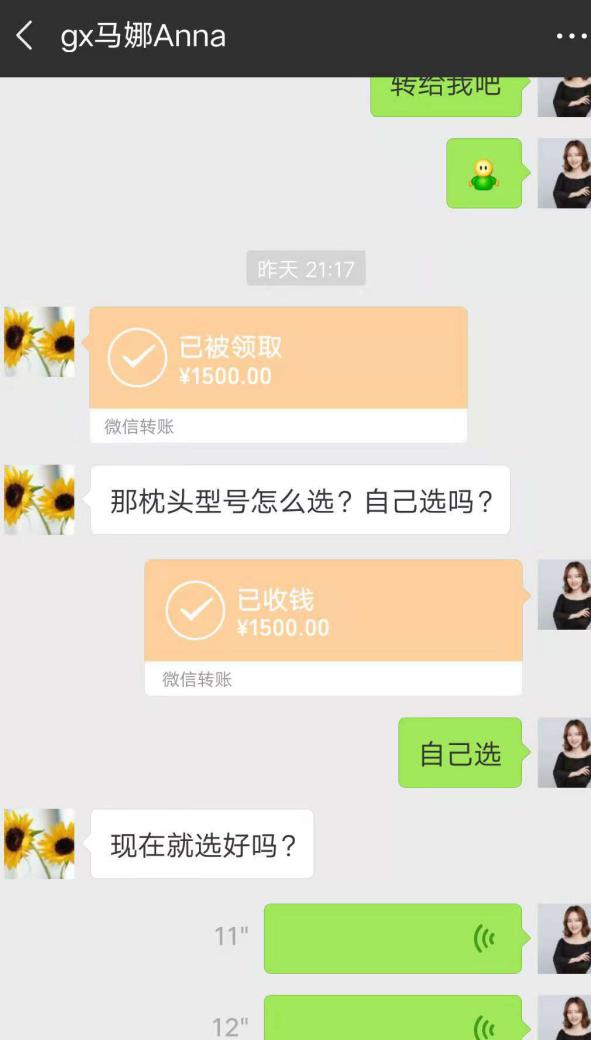 gx马娜Anna
转给我吧
昨天 21:17
已被领取
¥1500.00
微信转账
那枕头型号怎么选？自己选吗？
已收钱
¥1500.00
微信转账
自己选
现在就选好吗？
11"
12"